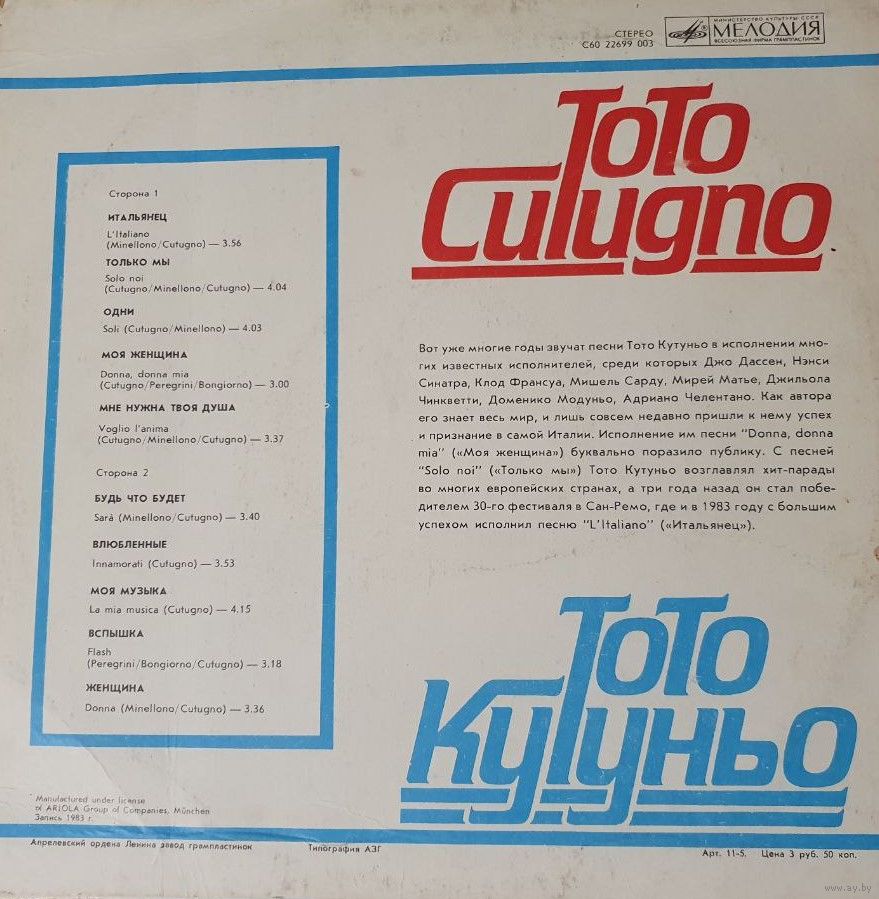 СТЕРЕО
С60 22699 003
МИНИСТЕРСТВО КУЛЬТУРЫ СССР
МЕЛОДИЯ
ВСЕСОЮЗНАЯ ФИРМА ГРАМПЛАСТИНОК
Toto
Cutugno
Сторона 1
ИТАЛЬЯНЕЦ
L'Italiano
(Minellono/Cutugno) — 3.56
ТОЛЬКО МЫ
Solo noi
(Cutugno/Minellono/Cutugno) — 4.04
ОДНИ
Soli (Cutugno/Minellono) — 4.03
МОЯ ЖЕНЩИНА
Donna, donna mia
(Cutugno/Peregrini/Bongiorno) — 3.00
МНЕ НУЖНА ТВОЯ ДУША
Voglio l'anima
(Cutugno/Minellono/Cutugno) — 3.37
Сторона 2
БУДЬ ЧТО БУДЕТ
Sarà (Minellono/Cutugno) — 3.40
ВЛЮБЛЕННЫЕ
Innamorati (Cutugno) — 3.53
МОЯ МУЗЫКА
La mia musica (Cutugno) — 4.15
ВСПЫШКА
Flash
(Peregrini/Bongiorno/Cutugno) — 3.18
ЖЕНЩИНА
Donna (Minellono/Cutugno) — 3.36
Вот уже многие годы звучат песни Тото Кутуньо в исполнении мно-
гих известных исполнителей, среди которых Джо Дассен, Нэнси
Синатра, Клод Франсуа, Мишель Сарду, Мирей Матье, Джильола
Чинкветти, Доменико Модуньо, Адриано Челентано. Как автора
его знает весь мир, и лишь совсем недавно пришли к нему успех
и признание в самой Италии. Исполнение им песни "Donna, donna
mia" («Моя женщина») буквально поразило публику. С песней
"Solo noi" («Только мы») Тото Кутуньо возглавлял хит-парады
во многих европейских странах, а три года назад он стал побе-
дителем 30-го фестиваля в Сан-Ремо, где и в 1983 году с большим
успехом исполнил песню "L'Italiano" («Итальянец»).
Тото
Кутуньо
Manufactured under license
of ARIOLA Group of Companies, München
Запись 1983 г.
Апрелевский ордена Ленина завод грампластинок
Типография АЗГ
Арт. 11-5. Цена 3 руб. 50 коп.
www.ay.by